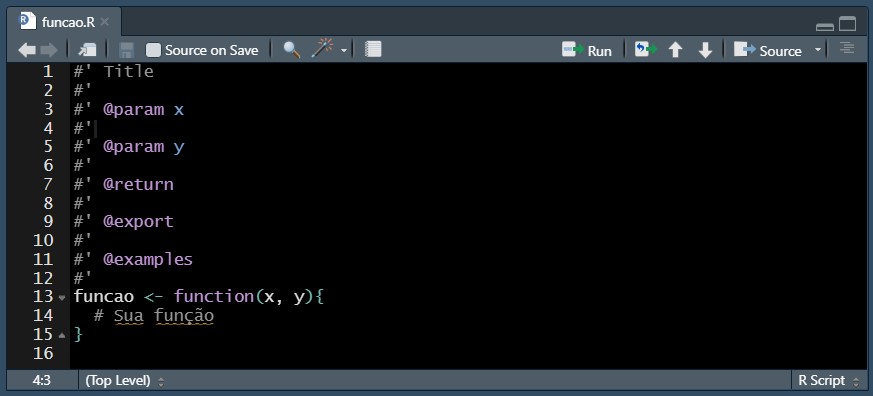 funcao.R
Source on Save
Run
Source
1 #' Title
2 #'
3 #' @param x
4 #'
5 #' @param y
6 #'
7 #' @return
8 #'
9 #' @export
10 #'
11 #' @examples
12 #'
13 funcao <- function(x, y){
14   # Sua função
15 }
16
4:3 (Top Level) R Script